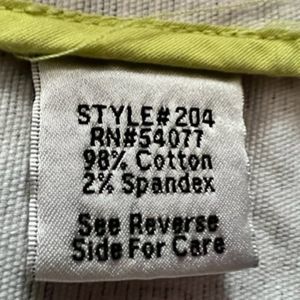 STYLE#204
RN#54077
98% Cotton
2% Spandex
See Reverse
Side For Care